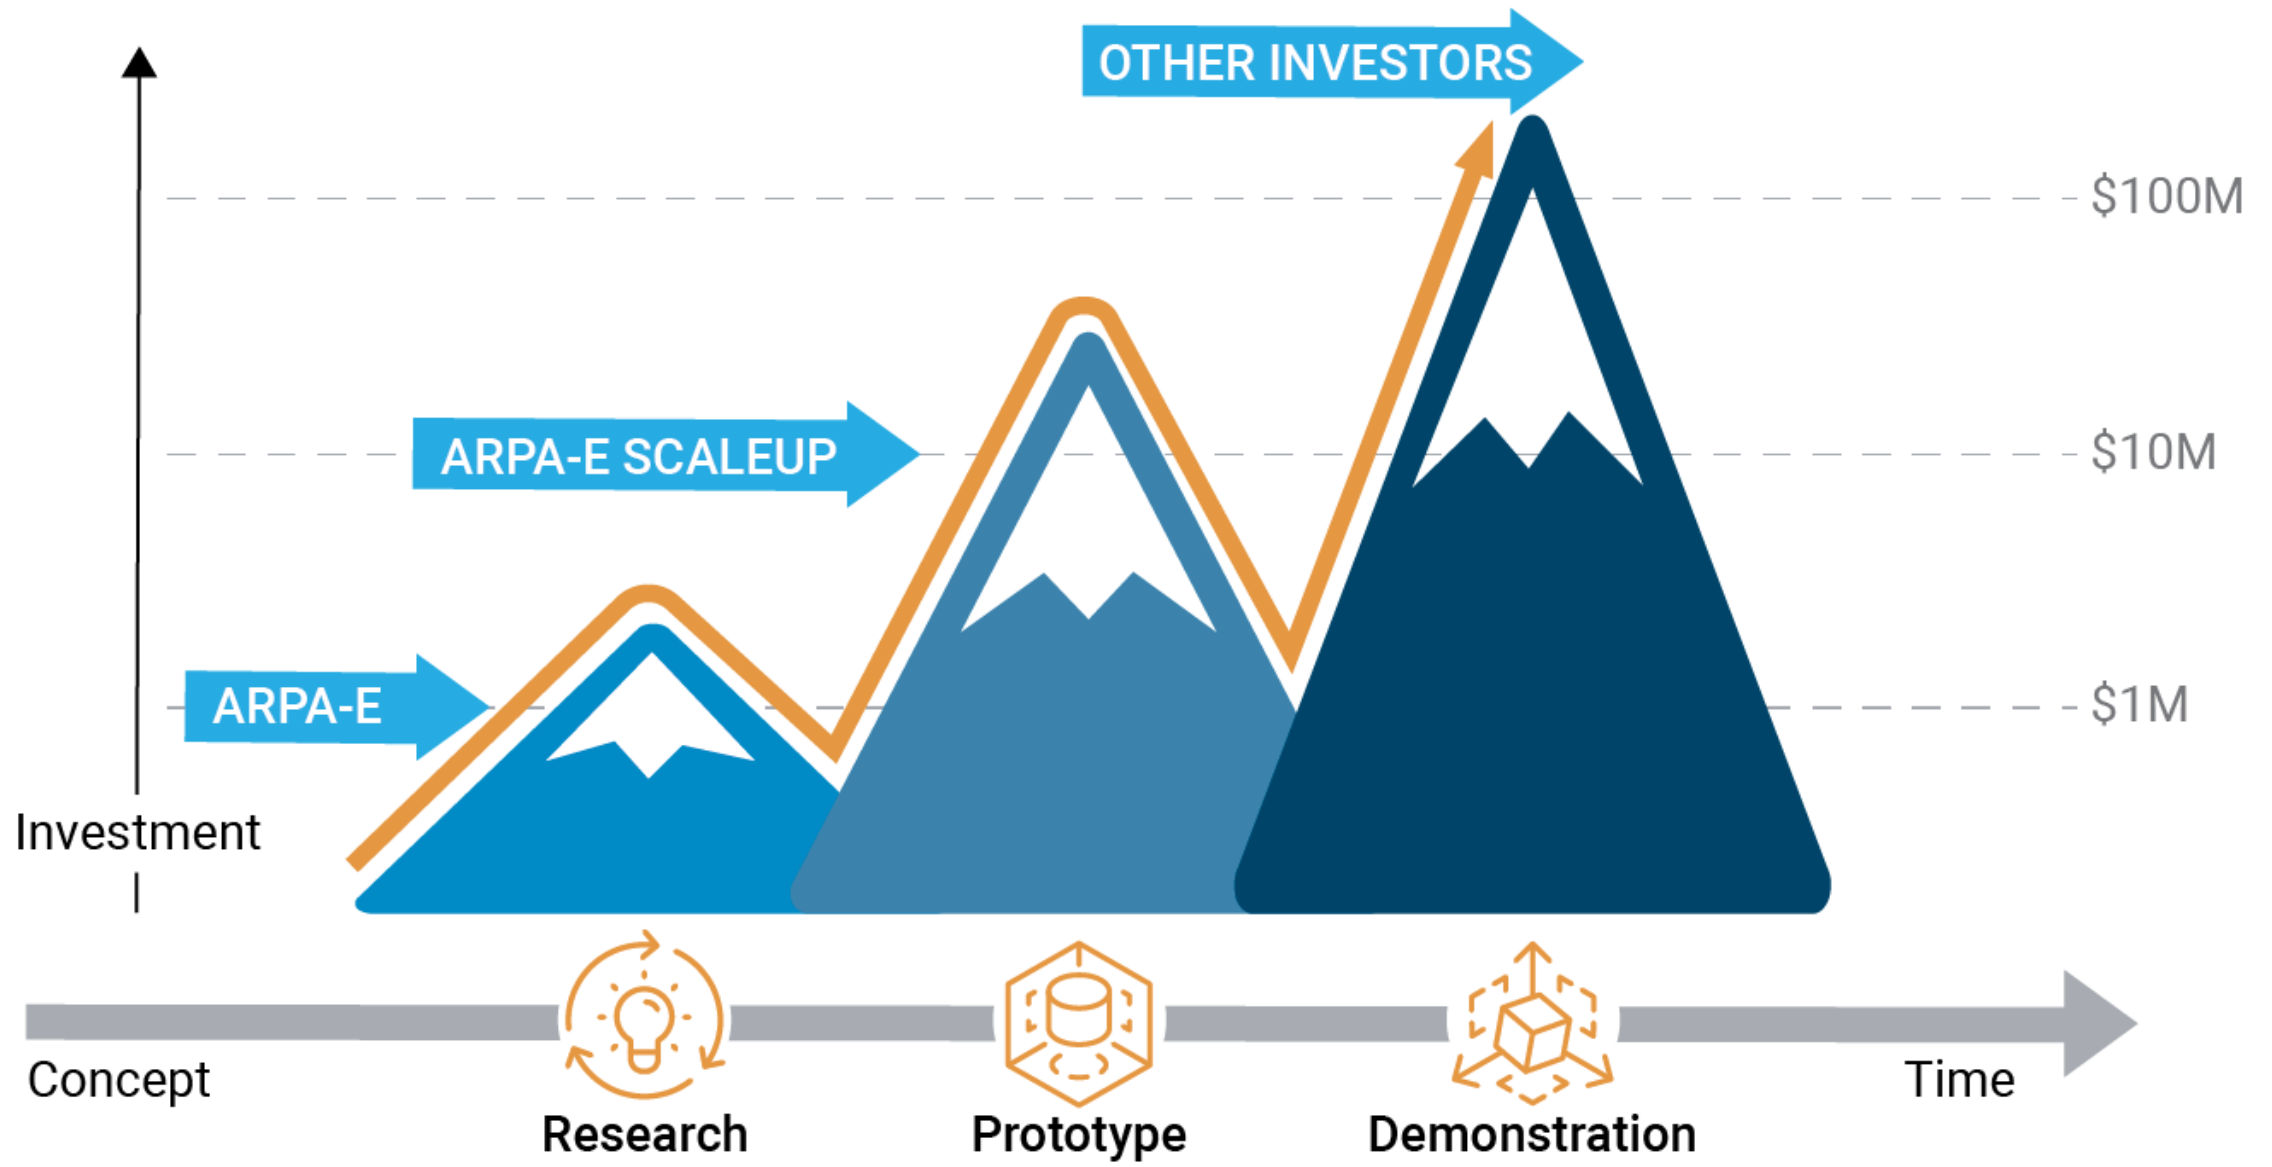 OTHER INVESTORS
$100M
ARPA-E SCALEUP
$10M
ARPA-E
$1M
Investment
Concept
Time
Research
Prototype
Demonstration